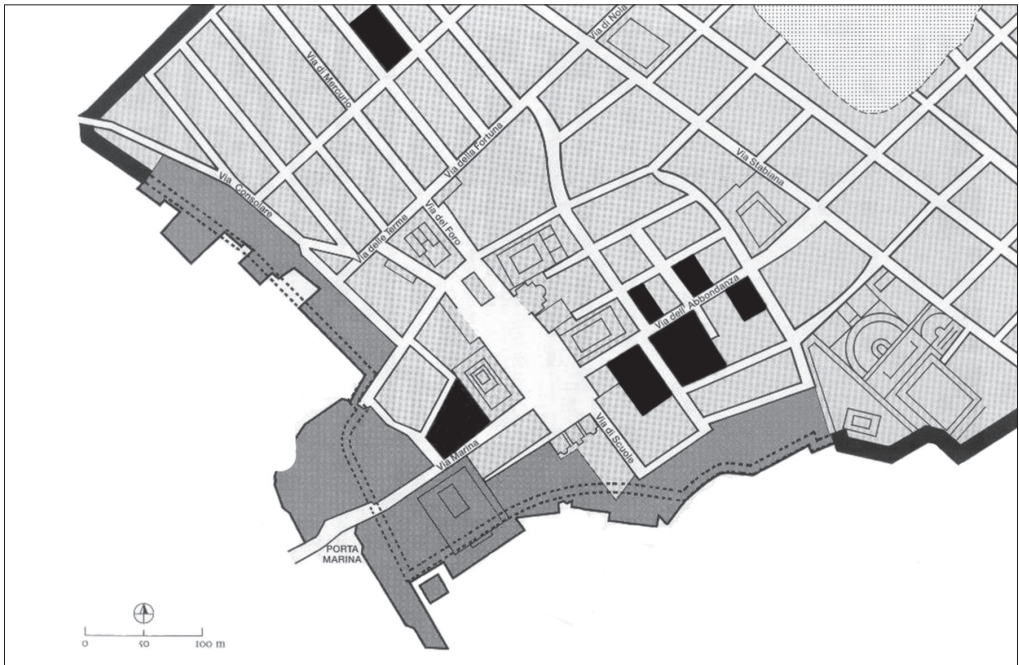 Via di Nola
Via di Mercurio
Via della Fortuna
Via Stabiana
Via Consolare
Via del Foro
Via delle Terme
Via dell' Abbondanza
Via di Scuole
Via Marina
PORTA
MARINA
0 50 100 m